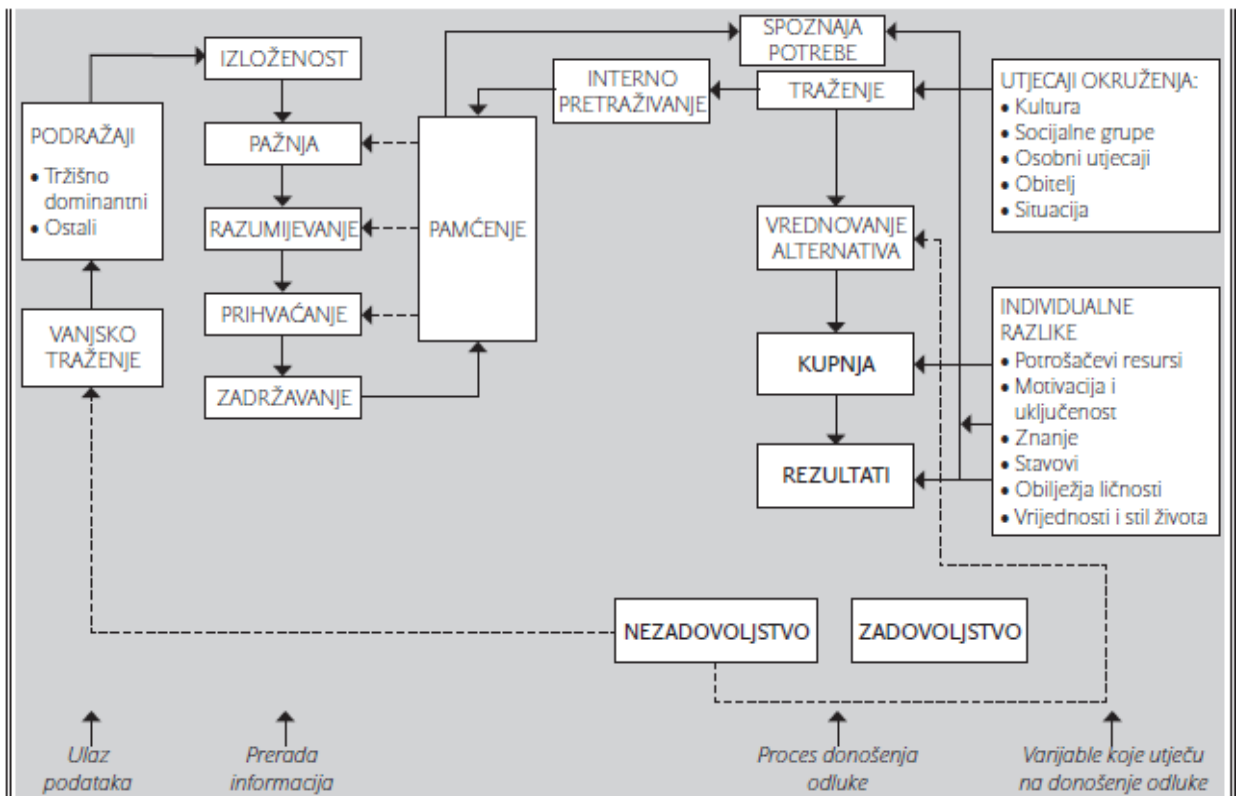 PODRAŽAJI
• Tržišno
dominantni
• Ostali
VANJSKO
TRAŽENJE
IZLOŽENOST
PAŽNJA
RAZUMIJEVANJE
PRIHVAĆANJE
ZADRŽAVANJE
PAMĆENJE
INTERNO
PRETRAŽIVANJE
SPOZNAJA
POTREBE
TRAŽENJE
VREDNOVANJE
ALTERNATIVA
KUPNJA
REZULTATI
NEZADOVOLJSTVO
ZADOVOLJSTVO
UTJECAJI OKRUŽENJA:
• Kultura
• Socijalne grupe
• Osobni utjecaji
• Obitelj
• Situacija
INDIVIDUALNE
RAZLIKE
• Potrošačevi resursi
• Motivacija i
uključenost
• Znanje
• Stavovi
• Obilježja ličnosti
• Vrijednosti i stil života
Ulaz
podataka
Prerada
informacija
Proces donošenja
odluke
Varijable koje utječu
na donošenje odluke